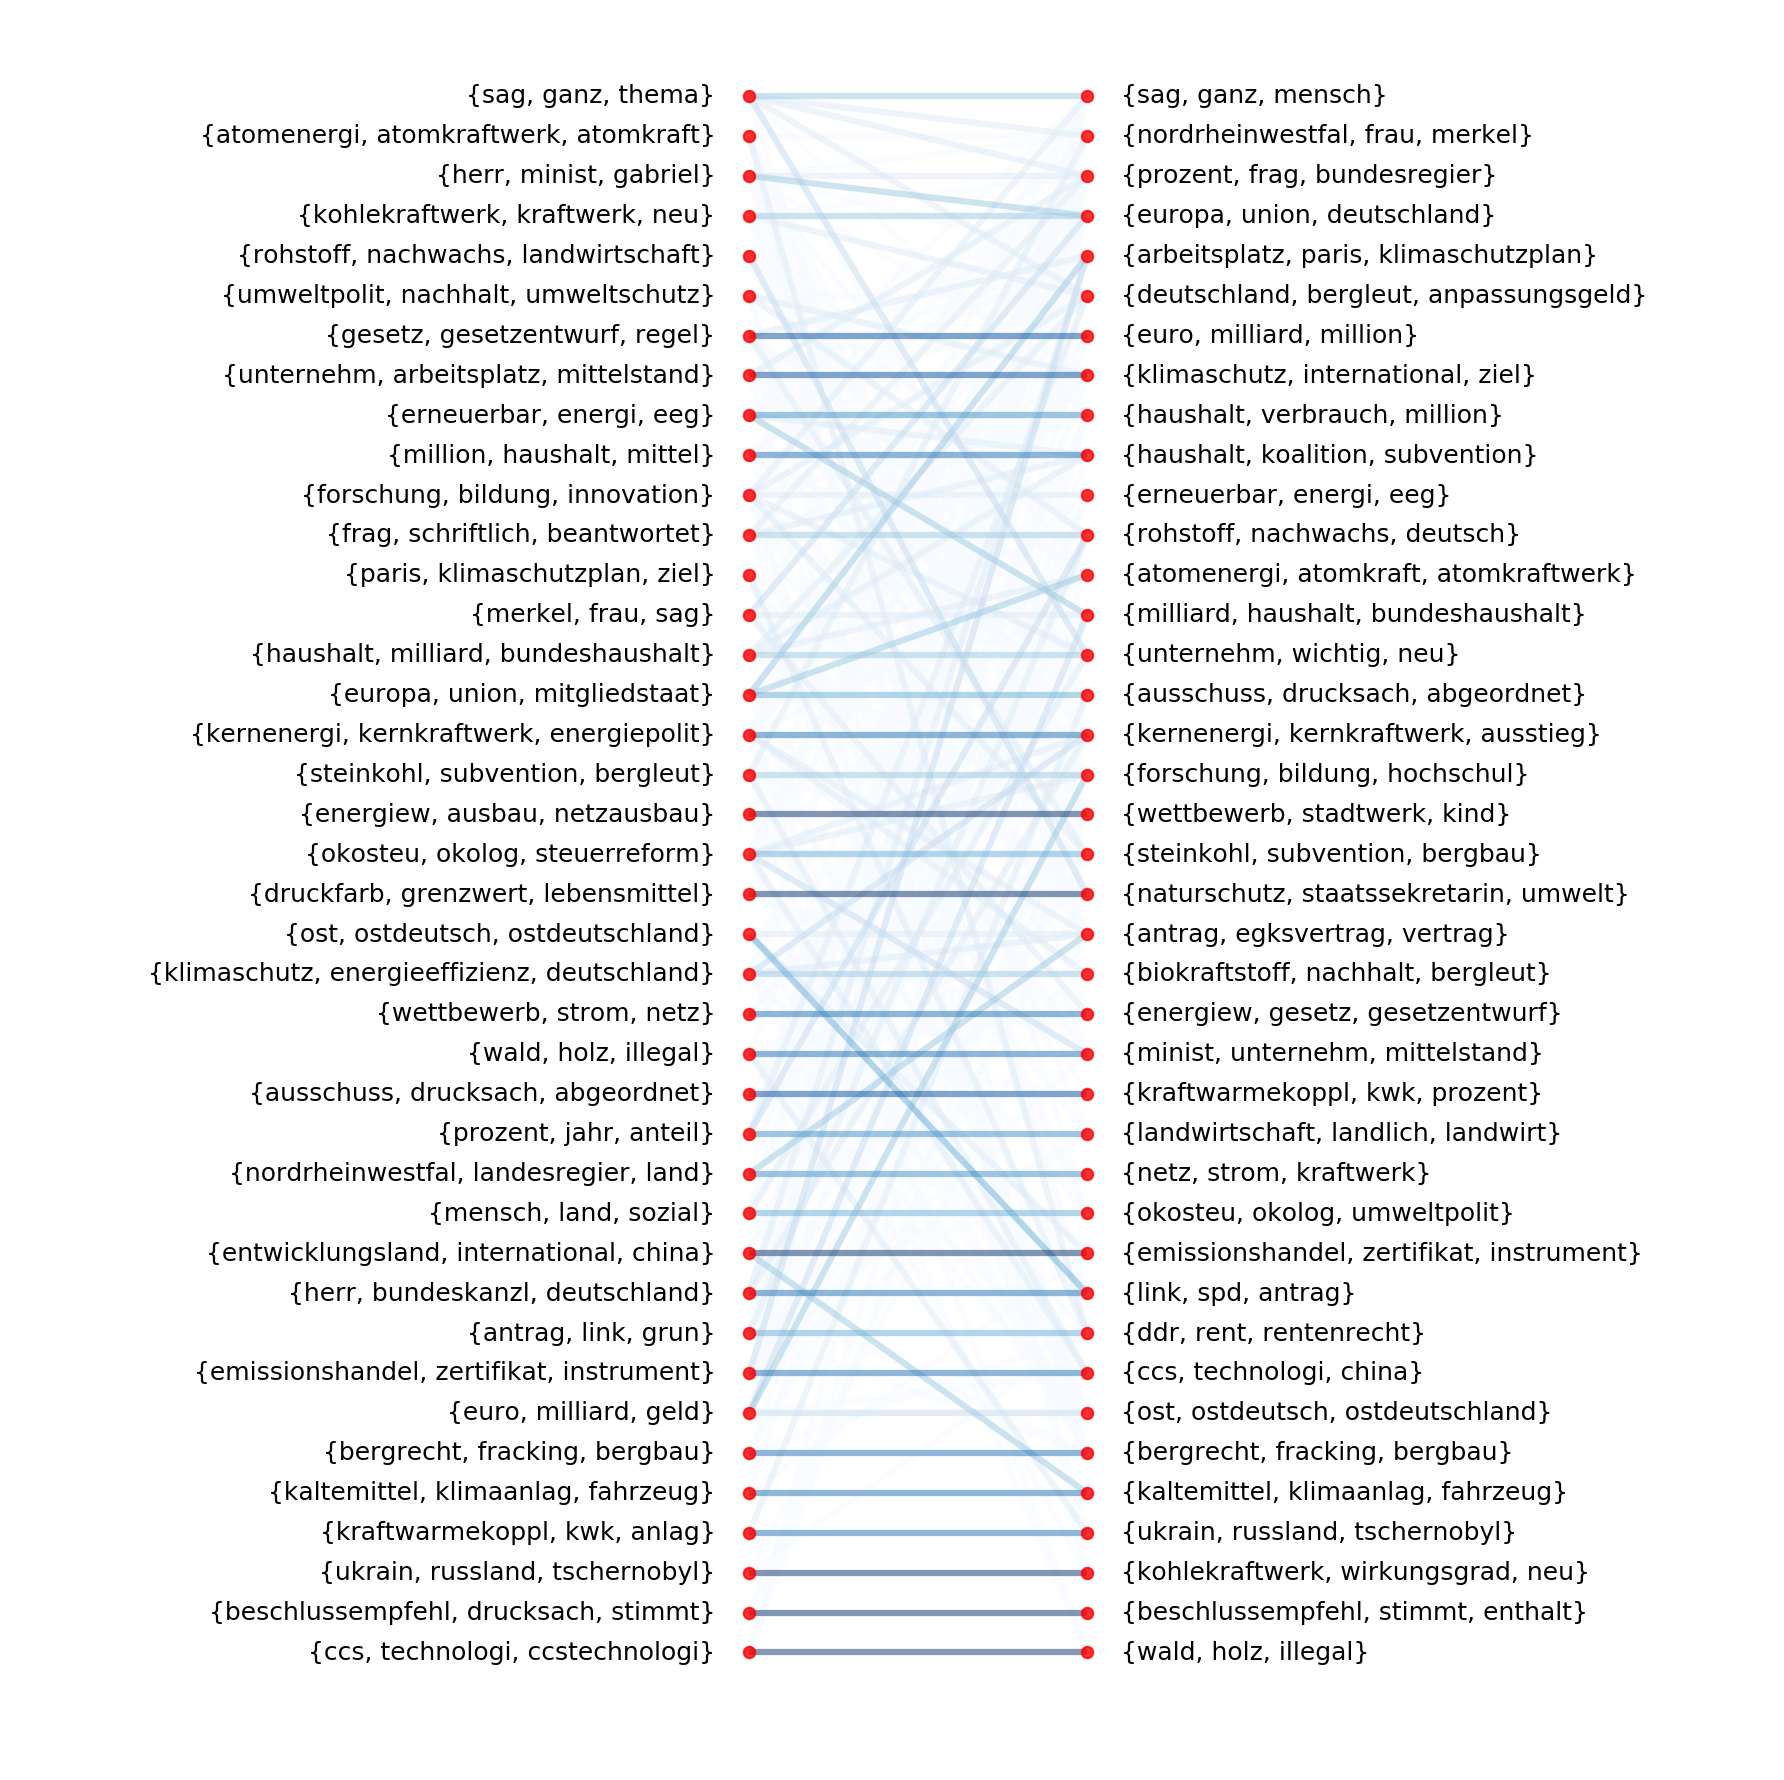 {sag, ganz, thema} {sag, ganz, mensch}
{atomenergi, atomkraftwerk, atomkraft} {nordrheinwestfal, frau, merkel}
{herr, minist, gabriel} {prozent, frag, bundesregier}
{kohlekraftwerk, kraftwerk, neu} {europa, union, deutschland}
{rohstoff, nachwachs, landwirtschaft} {arbeitsplatz, paris, klimaschutzplan}
{umweltpolit, nachhalt, umweltschutz} {deutschland, bergleut, anpassungsgeld}
{gesetz, gesetzentwurf, regel} {euro, milliard, million}
{unternehm, arbeitsplatz, mittelstand} {klimaschutz, international, ziel}
{erneuerbar, energi, eeg} {haushalt, verbrauch, million}
{million, haushalt, mittel} {haushalt, koalition, subvention}
{forschung, bildung, innovation} {erneuerbar, energi, eeg}
{frag, schriftlich, beantwortet} {rohstoff, nachwachs, deutsch}
{paris, klimaschutzplan, ziel} {atomenergi, atomkraft, atomkraftwerk}
{merkel, frau, sag} {milliard, haushalt, bundeshaushalt}
{haushalt, milliard, bundeshaushalt} {unternehm, wichtig, neu}
{europa, union, mitgliedstaat} {ausschuss, drucksach, abgeordnet}
{kernenergi, kernkraftwerk, energiepolit} {kernenergi, kernkraftwerk, ausstieg}
{steinkohl, subvention, bergleut} {forschung, bildung, hochschul}
{energiew, ausbau, netzausbau} {wettbewerb, stadtwerk, kind}
{okosteu, okolog, steuerreform} {steinkohl, subvention, bergbau}
{druckfarb, grenzwert, lebensmittel} {naturschutz, staatssekretarin, umwelt}
{ost, ostdeutsch, ostdeutschland} {antrag, egksvertrag, vertrag}
{klimaschutz, energieeffizienz, deutschland} {biokraftstoff, nachhalt, bergleut}
{wettbewerb, strom, netz} {energiew, gesetz, gesetzentwurf}
{wald, holz, illegal} {minist, unternehm, mittelstand}
{ausschuss, drucksach, abgeordnet} {kraftwarmekoppl, kwk, prozent}
{prozent, jahr, anteil} {landwirtschaft, landlich, landwirt}
{nordrheinwestfal, landesregier, land} {netz, strom, kraftwerk}
{mensch, land, sozial} {okosteu, okolog, umweltpolit}
{entwicklungsland, international, china} {emissionshandel, zertifikat, instrument}
{herr, bundeskanzl, deutschland} {link, spd, antrag}
{antrag, link, grun} {ddr, rent, rentenrecht}
{emissionshandel, zertifikat, instrument} {ccs, technologi, china}
{euro, milliard, geld} {ost, ostdeutsch, ostdeutschland}
{bergrecht, fracking, bergbau} {bergrecht, fracking, bergbau}
{kaltemittel, klimaanlag, fahrzeug} {kaltemittel, klimaanlag, fahrzeug}
{kraftwarmekoppl, kwk, anlag} {ukrain, russland, tschernobyl}
{ukrain, russland, tschernobyl} {kohlekraftwerk, wirkungsgrad, neu}
{beschlussempfehl, drucksach, stimmt} {beschlussempfehl, stimmt, enthalt}
{ccs, technologi, ccstechnologi} {wald, holz, illegal}